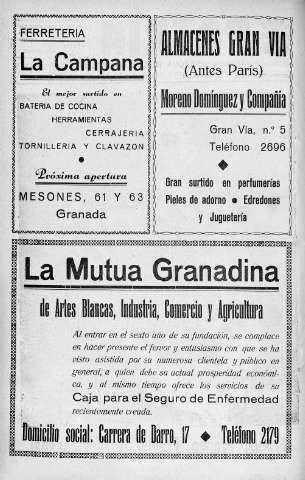 FERRETERIA
La Campana
El mejor surtido en
BATERIA DE COCINA
HERRAMIENTAS
CERRAJERIA
TORNILLERIA Y CLAVAZON
Próxima apertura
MESONES, 61 Y 63
Granada
ALMACENES GRAN VIA
(Antes París)
Moreno Domínguez y Compañía
Gran Vía, n.º 5
Teléfono 2696
Gran surtido en perfumerías
Pieles de adorno • Edredones
y Juguetería
La Mutua Granadina
de Artes Blancas, Industria, Comercio y Agricultura
Al entrar en el sexto año de su fundación, se complace
en hacer presente el fervor y entusiasmo con que se ha
visto asistida por su numerosa clientela y público en
general, a quien debe su actual prosperidad económi-
ca, y al mismo tiempo ofrece los servicios de su
Caja para el Seguro de Enfermedad
recientemente creada.
Domicilio social: Carrera de Darro, 17 ◆ Teléfono 2179